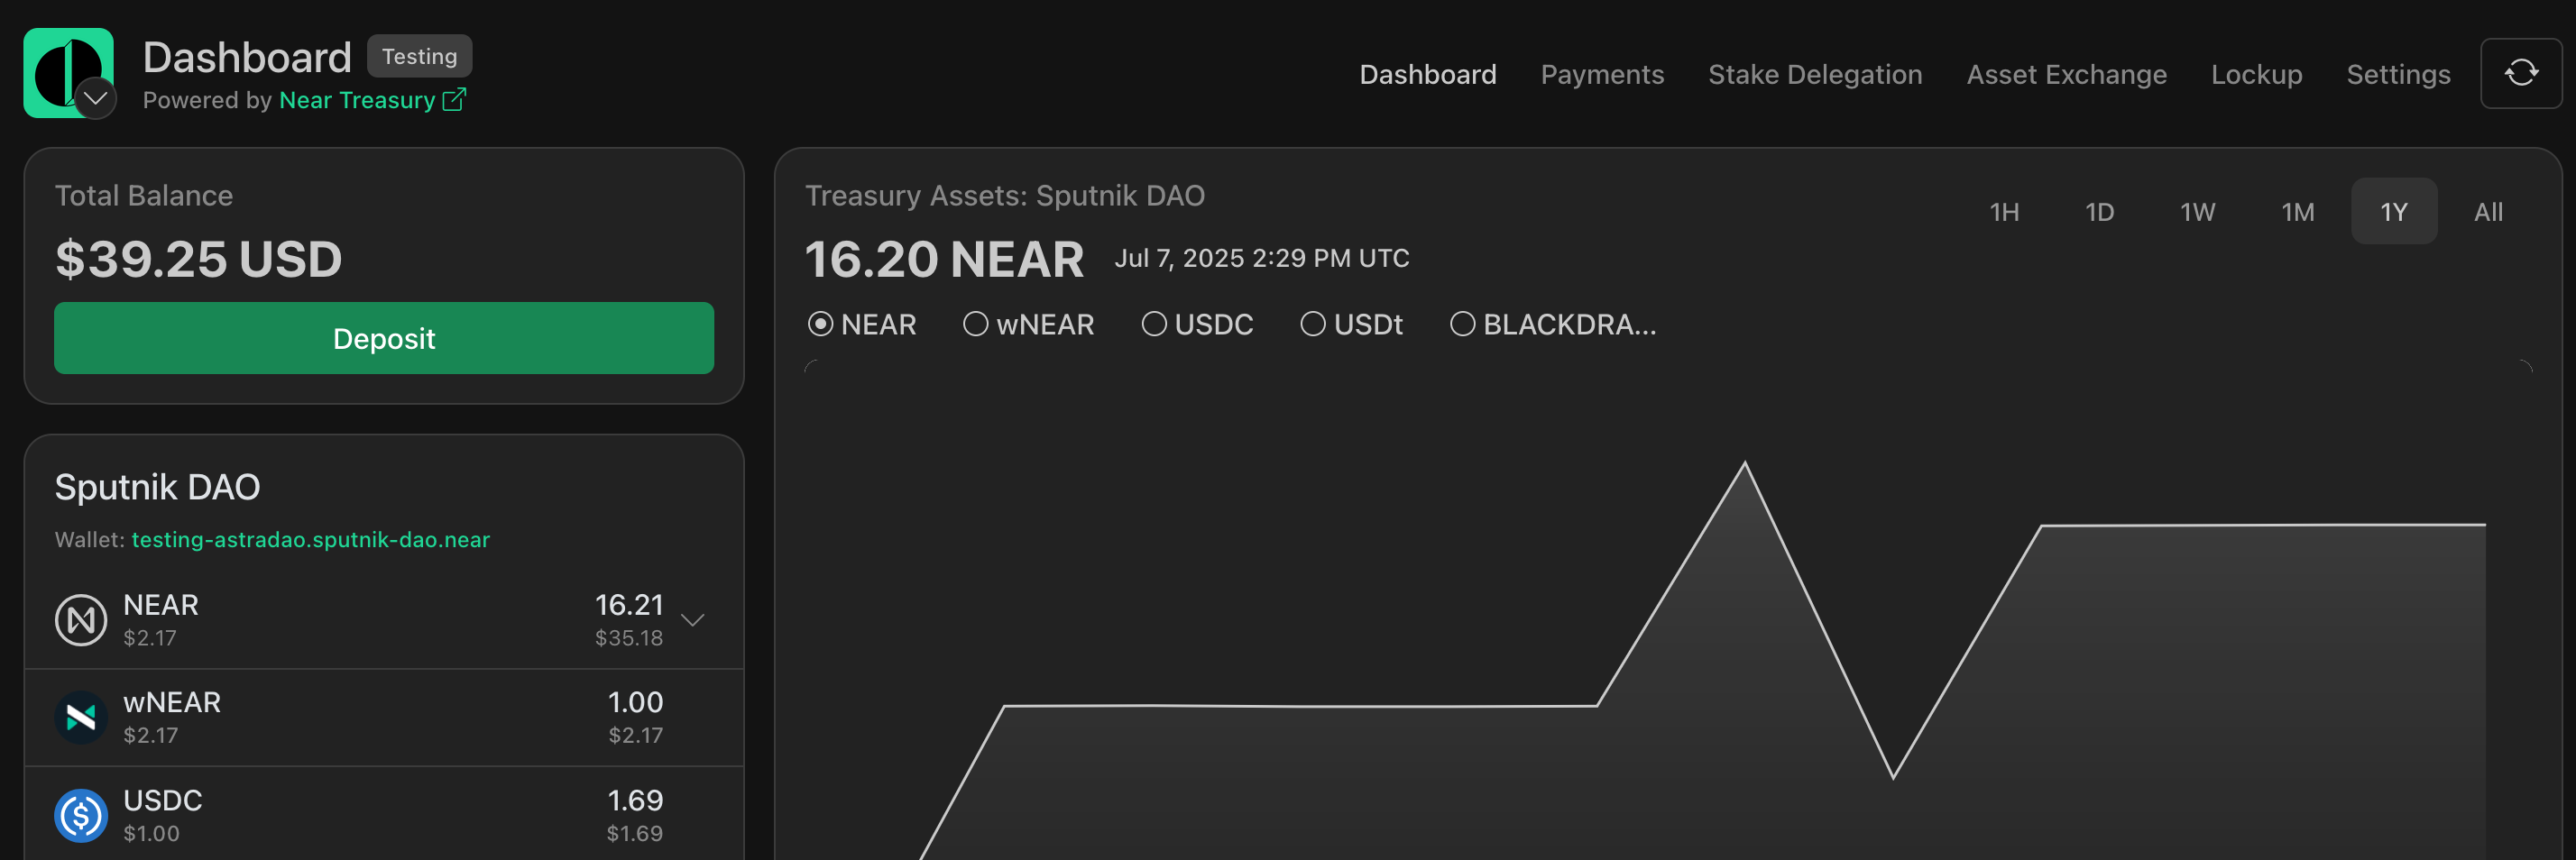 Dashboard Testing
Powered by Near Treasury
Dashboard Payments Stake Delegation Asset Exchange Lockup Settings
Total Balance
$39.25 USD
Deposit
Sputnik DAO
Wallet: testing-astradao.sputnik-dao.near
NEAR 16.21
$2.17 $35.18
wNEAR 1.00
$2.17 $2.17
USDC 1.69
$1.00 $1.69
Treasury Assets: Sputnik DAO
1H 1D 1W 1M 1Y All
16.20 NEAR Jul 7, 2025 2:29 PM UTC
NEAR wNEAR USDC USDt BLACKDRA...